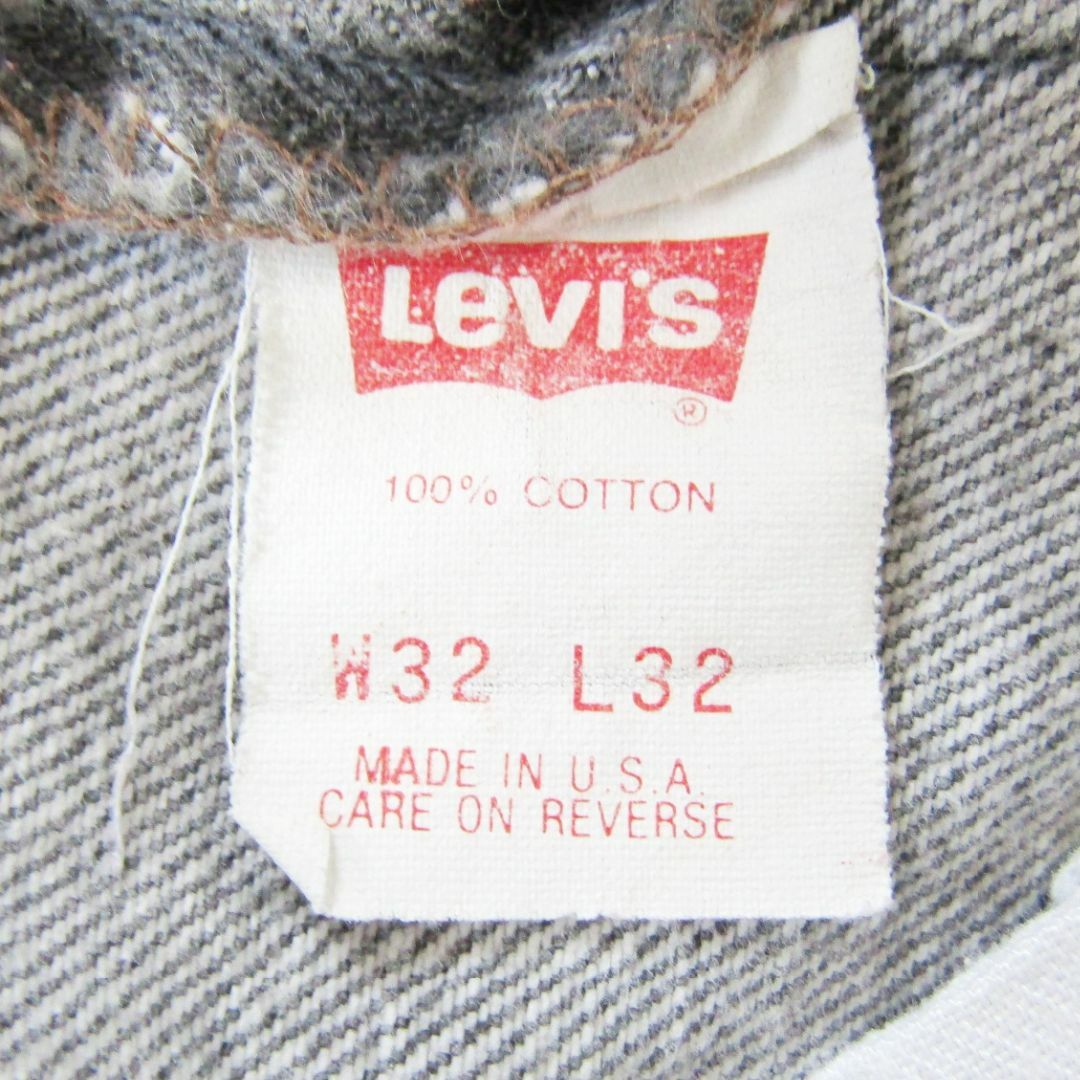 Levi's
®
100% COTTON
W32 L32
MADE IN U.S.A.
CARE ON REVERSE